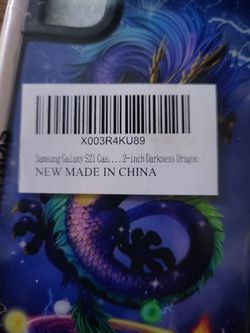 X003R4KU89
Samsung Galaxy S21 Cas....2-inch Darkness Dragon
NEW MADE IN CHINA